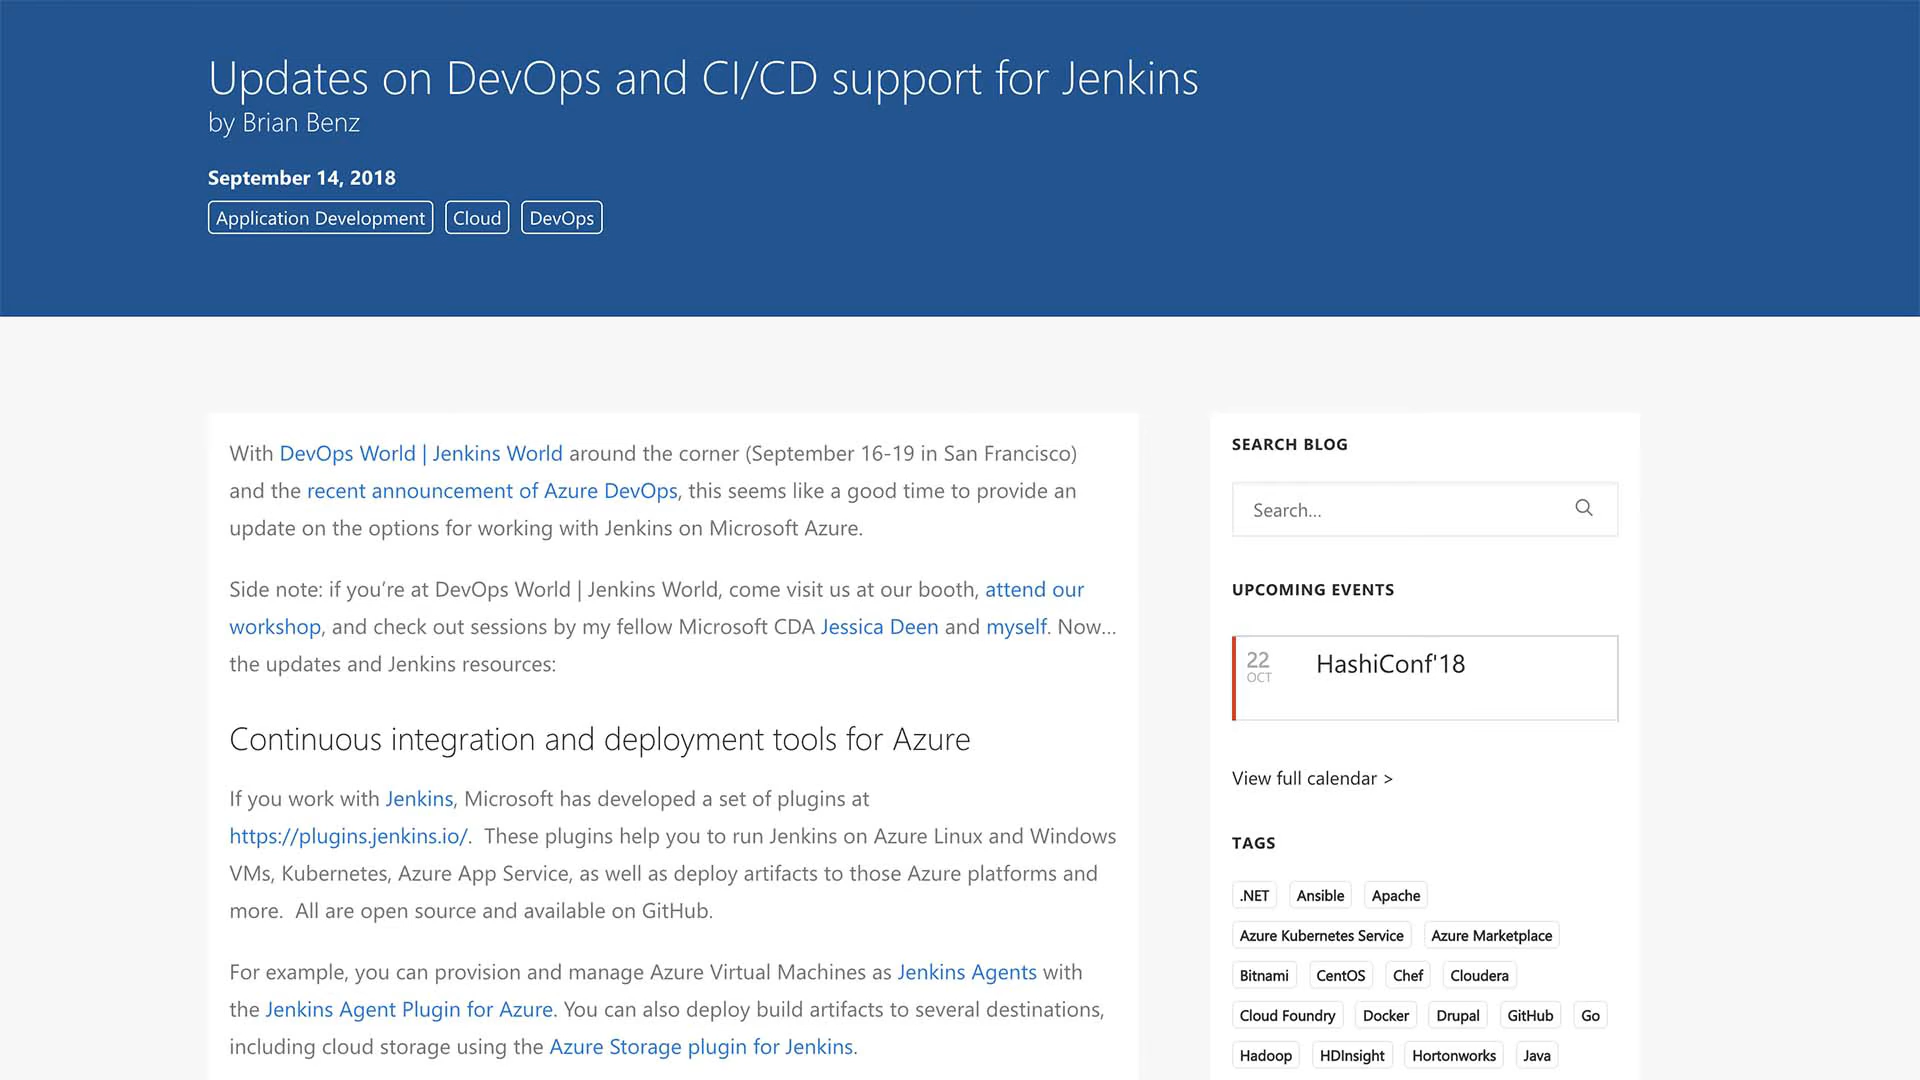 Updates on DevOps and CI/CD support for Jenkins
by Brian Benz
September 14, 2018
Application Development Cloud DevOps
With DevOps World | Jenkins World around the corner (September 16-19 in San Francisco)
and the recent announcement of Azure DevOps, this seems like a good time to provide an
update on the options for working with Jenkins on Microsoft Azure.
Side note: if you’re at DevOps World | Jenkins World, come visit us at our booth, attend our
workshop, and check out sessions by my fellow Microsoft CDA Jessica Deen and myself. Now…
the updates and Jenkins resources:
Continuous integration and deployment tools for Azure
If you work with Jenkins, Microsoft has developed a set of plugins at
https://plugins.jenkins.io/.  These plugins help you to run Jenkins on Azure Linux and Windows
VMs, Kubernetes, Azure App Service, as well as deploy artifacts to those Azure platforms and
more.  All are open source and available on GitHub.
For example, you can provision and manage Azure Virtual Machines as Jenkins Agents with
the Jenkins Agent Plugin for Azure. You can also deploy build artifacts to several destinations,
including cloud storage using the Azure Storage plugin for Jenkins.
SEARCH BLOG
Search...
UPCOMING EVENTS
22 HashiConf'18
OCT
View full calendar >
TAGS
.NET Ansible Apache
Azure Kubernetes Service Azure Marketplace
Bitnami CentOS Chef Cloudera
Cloud Foundry Docker Drupal GitHub Go
Hadoop HDInsight Hortonworks Java